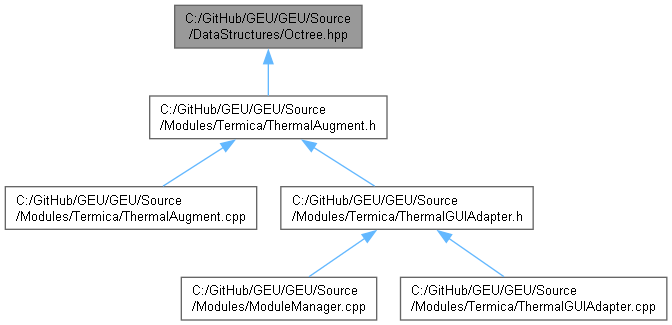 C:/GitHub/GEU/GEU/Source
/DataStructures/Octree.hpp
C:/GitHub/GEU/GEU/Source
/Modules/Termica/ThermalAugment.h
C:/GitHub/GEU/GEU/Source
/Modules/Termica/ThermalAugment.cpp
C:/GitHub/GEU/GEU/Source
/Modules/Termica/ThermalGUIAdapter.h
C:/GitHub/GEU/GEU/Source
/Modules/ModuleManager.cpp
C:/GitHub/GEU/GEU/Source
/Modules/Termica/ThermalGUIAdapter.cpp